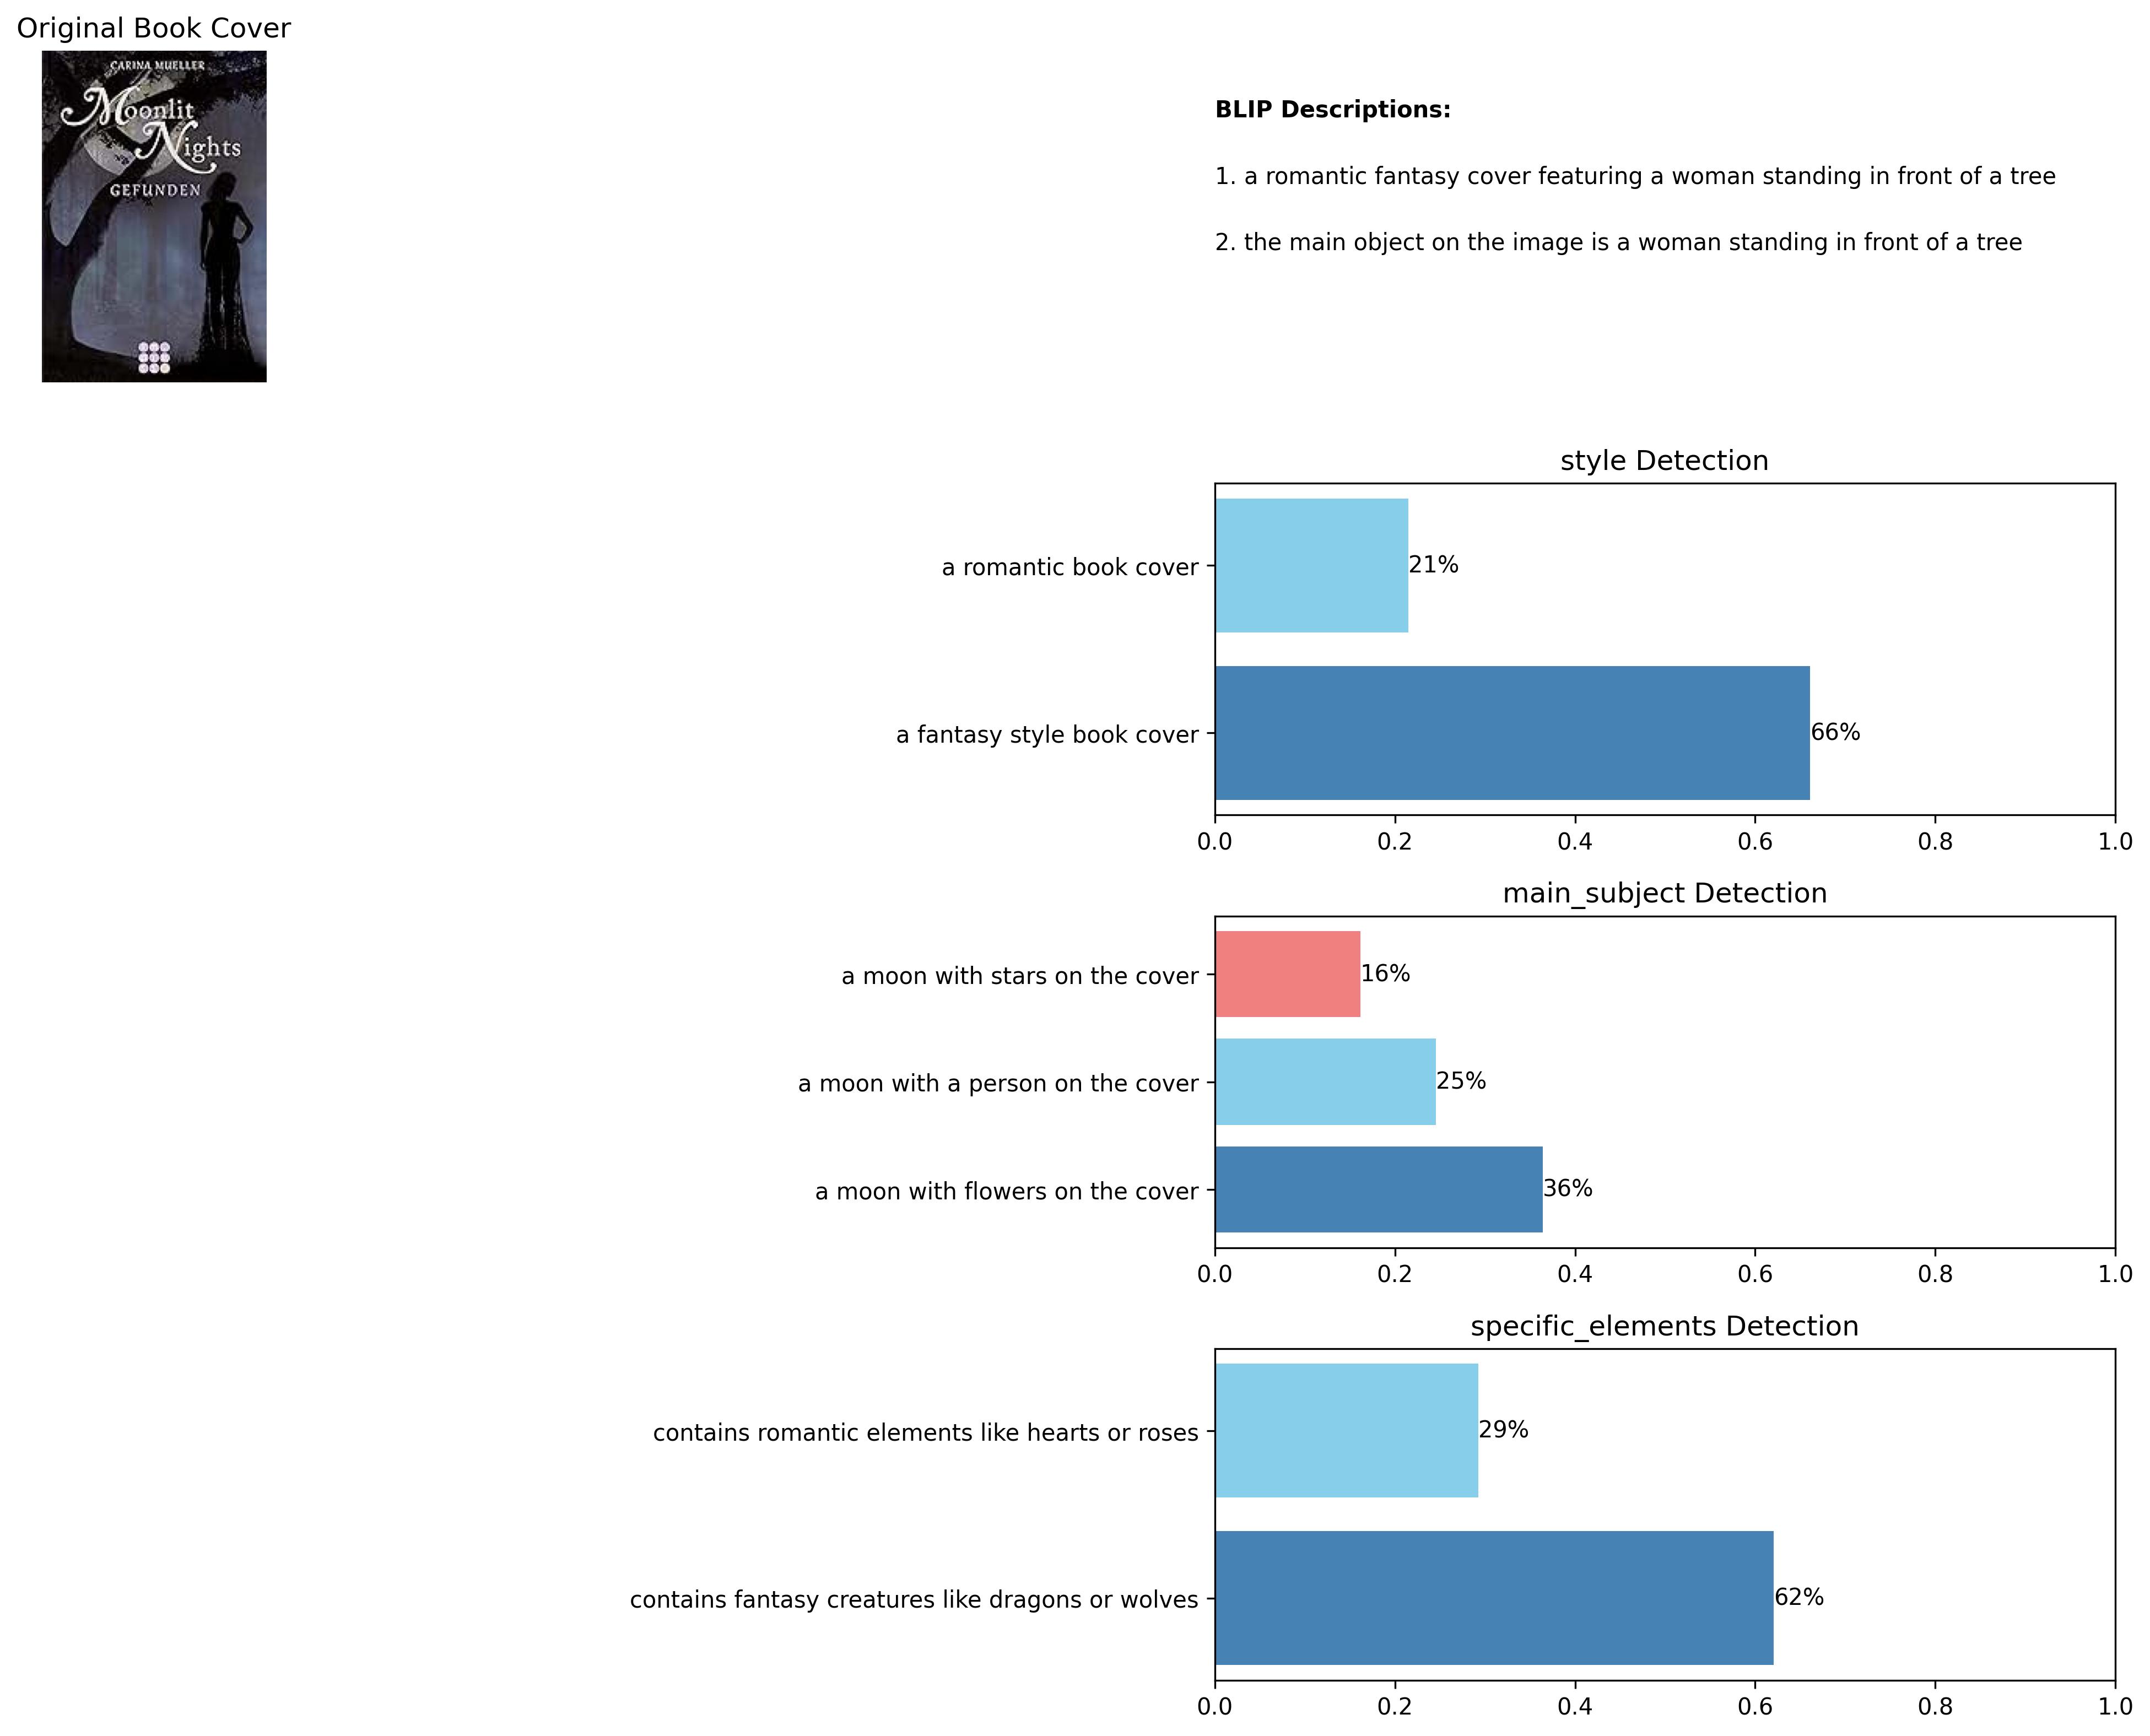 Original Book Cover
CARINA MUELLER
Moonlit
Nights
GEFUNDEN
BLIP Descriptions:
1. a romantic fantasy cover featuring a woman standing in front of a tree
2. the main object on the image is a woman standing in front of a tree
style Detection
a romantic book cover
21%
a fantasy style book cover
66%
0.0 0.2 0.4 0.6 0.8 1.0
main_subject Detection
a moon with stars on the cover
16%
a moon with a person on the cover
25%
a moon with flowers on the cover
36%
0.0 0.2 0.4 0.6 0.8 1.0
specific_elements Detection
contains romantic elements like hearts or roses
29%
contains fantasy creatures like dragons or wolves
62%
0.0 0.2 0.4 0.6 0.8 1.0